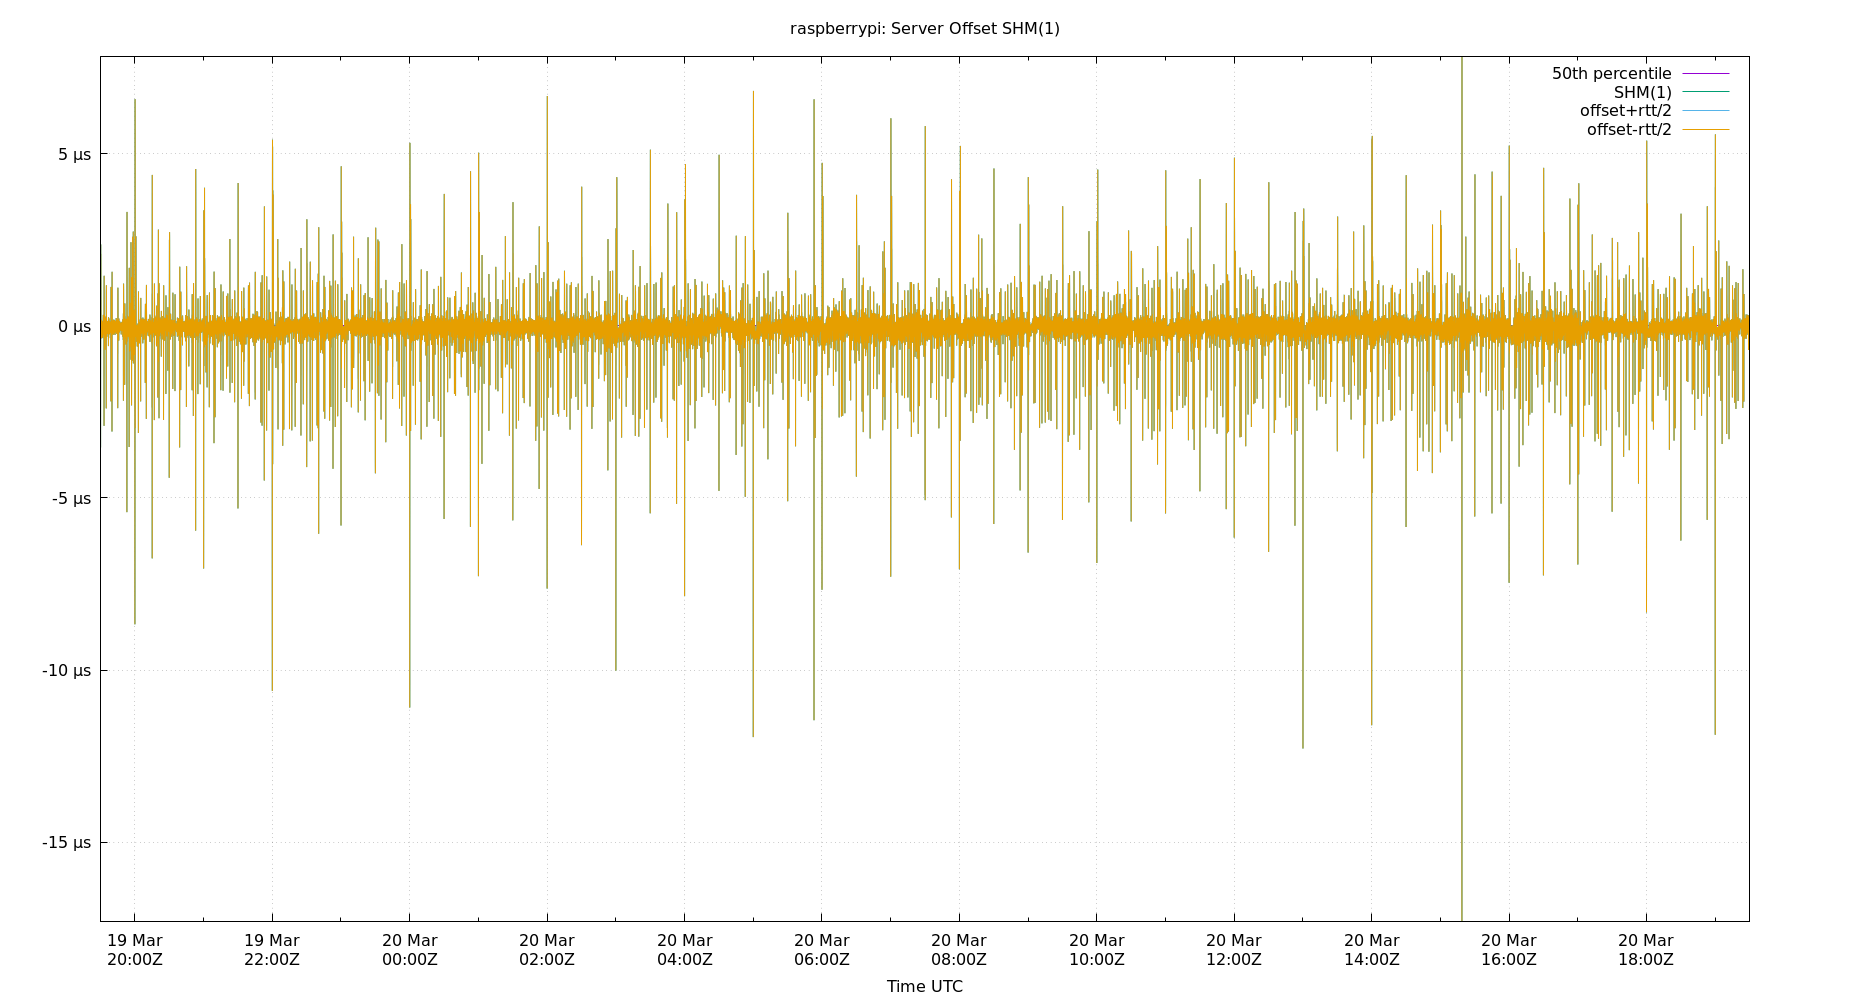 raspberrypi: Server Offset SHM(1)
50th percentile
SHM(1)
offset+rtt/2
offset-rtt/2
5 µs
0 µs
-5 µs
-10 µs
-15 µs
19 Mar 19 Mar 20 Mar 20 Mar 20 Mar 20 Mar 20 Mar 20 Mar 20 Mar 20 Mar 20 Mar 20 Mar
20:00Z 22:00Z 00:00Z 02:00Z 04:00Z 06:00Z 08:00Z 10:00Z 12:00Z 14:00Z 16:00Z 18:00Z
Time UTC